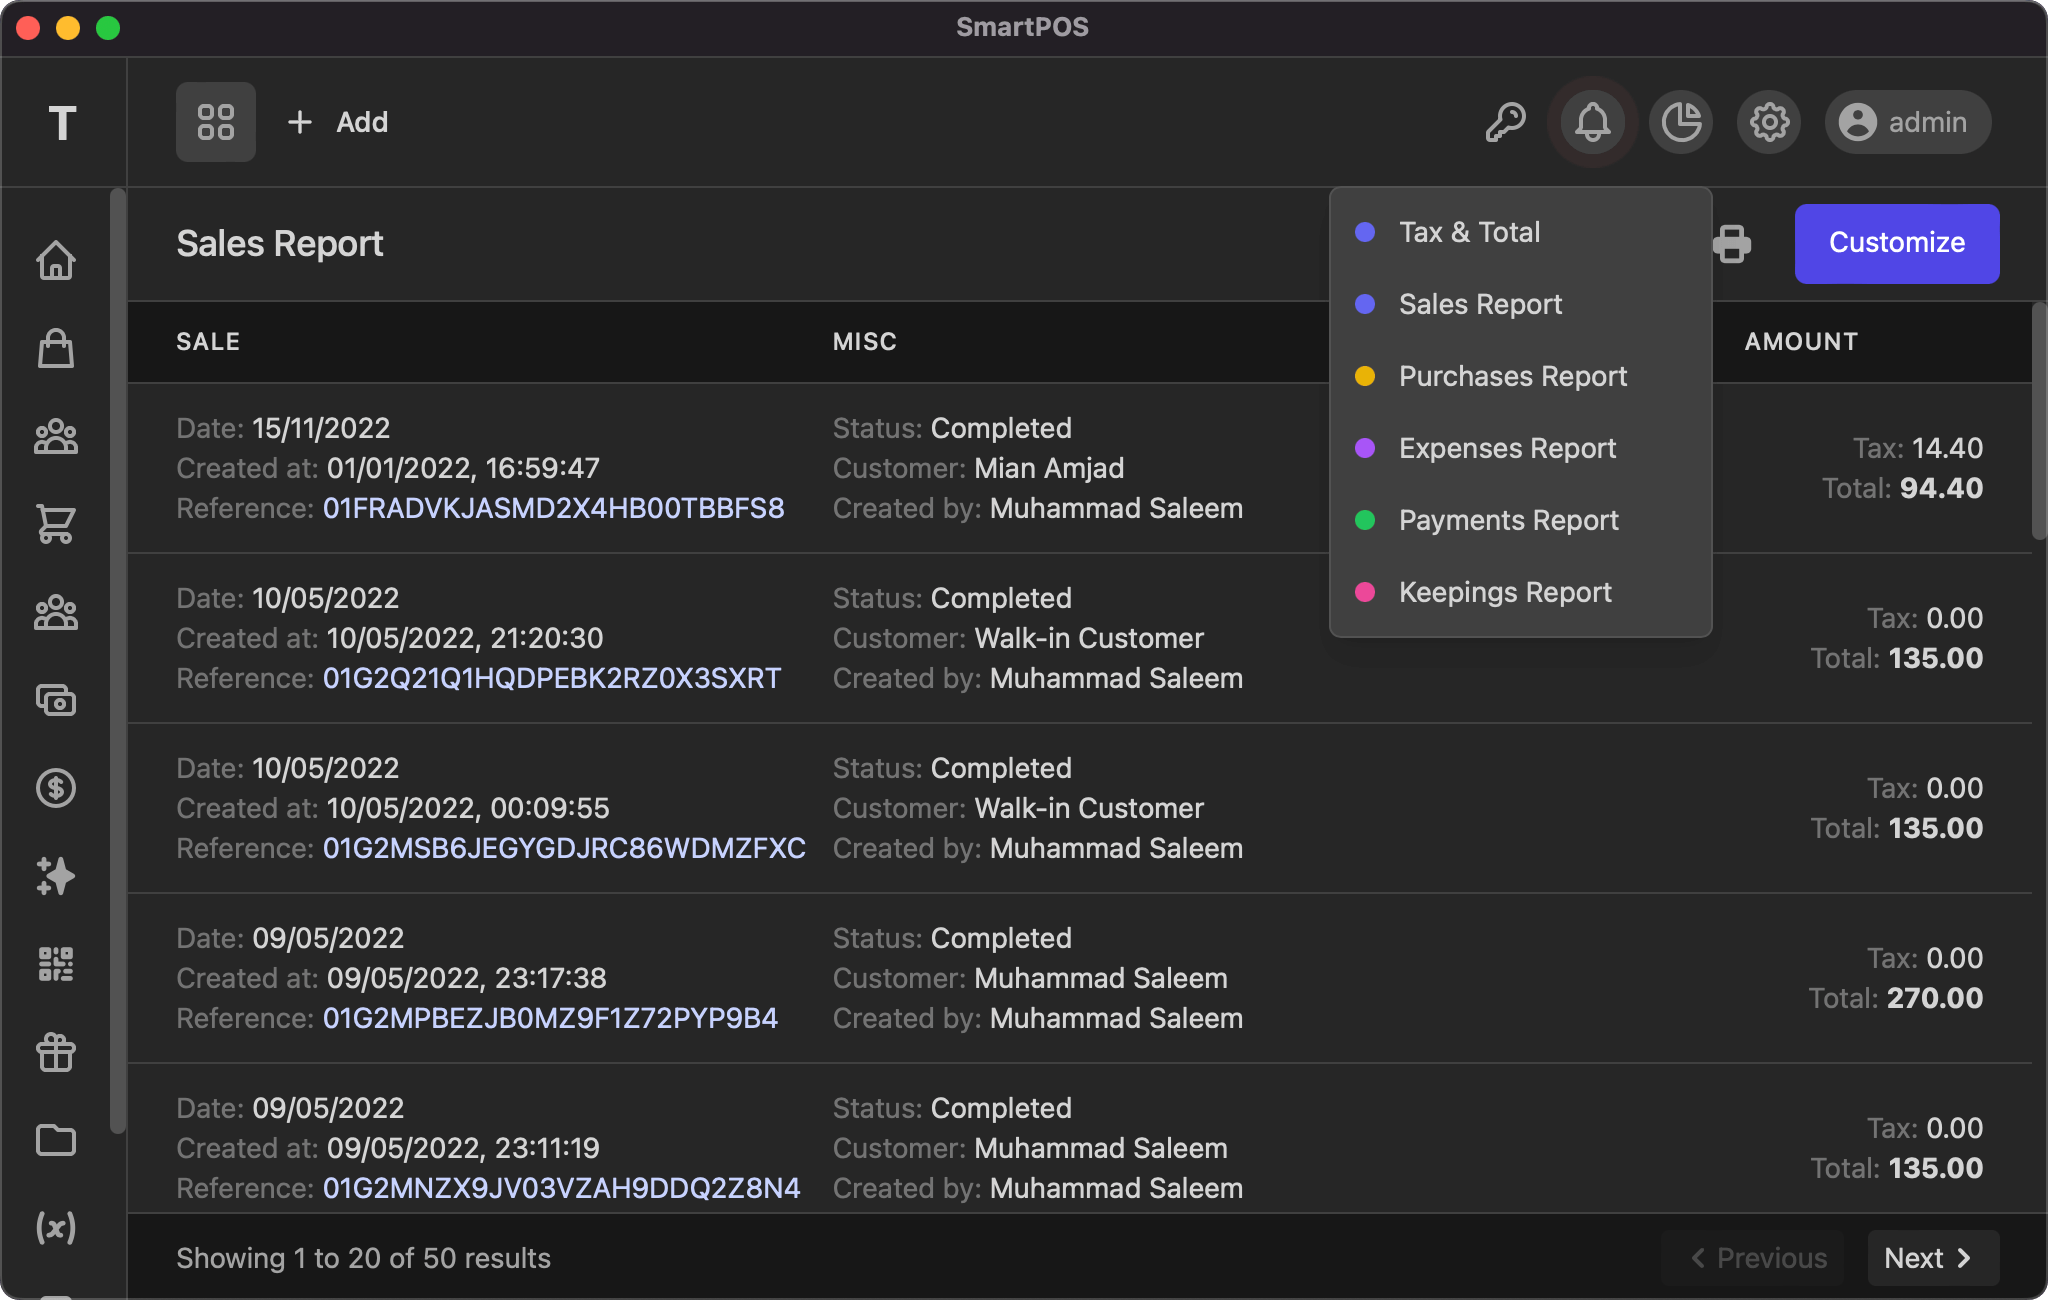 SmartPOS
T
+ Add
admin
Sales Report
Customize
Tax & Total
Sales Report
Purchases Report
Expenses Report
Payments Report
Keepings Report
SALE MISC AMOUNT
Date: 15/11/2022
Created at: 01/01/2022, 16:59:47
Reference: 01FRADVKJASMD2X4HB00TBBFS8
Status: Completed
Customer: Mian Amjad
Created by: Muhammad Saleem
Tax: 14.40
Total: 94.40
Date: 10/05/2022
Created at: 10/05/2022, 21:20:30
Reference: 01G2Q21Q1HQDPEBK2RZ0X3SXRT
Status: Completed
Customer: Walk-in Customer
Created by: Muhammad Saleem
Tax: 0.00
Total: 135.00
Date: 10/05/2022
Created at: 10/05/2022, 00:09:55
Reference: 01G2MSB6JEGYGDJRC86WDMZFXC
Status: Completed
Customer: Walk-in Customer
Created by: Muhammad Saleem
Tax: 0.00
Total: 135.00
Date: 09/05/2022
Created at: 09/05/2022, 23:17:38
Reference: 01G2MPBEZJB0MZ9F1Z72PYP9B4
Status: Completed
Customer: Muhammad Saleem
Created by: Muhammad Saleem
Tax: 0.00
Total: 270.00
Date: 09/05/2022
Created at: 09/05/2022, 23:11:19
Reference: 01G2MNZX9JV03VZAH9DDQ2Z8N4
Status: Completed
Customer: Muhammad Saleem
Created by: Muhammad Saleem
Tax: 0.00
Total: 135.00
(x)
Showing 1 to 20 of 50 results
Previous
Next